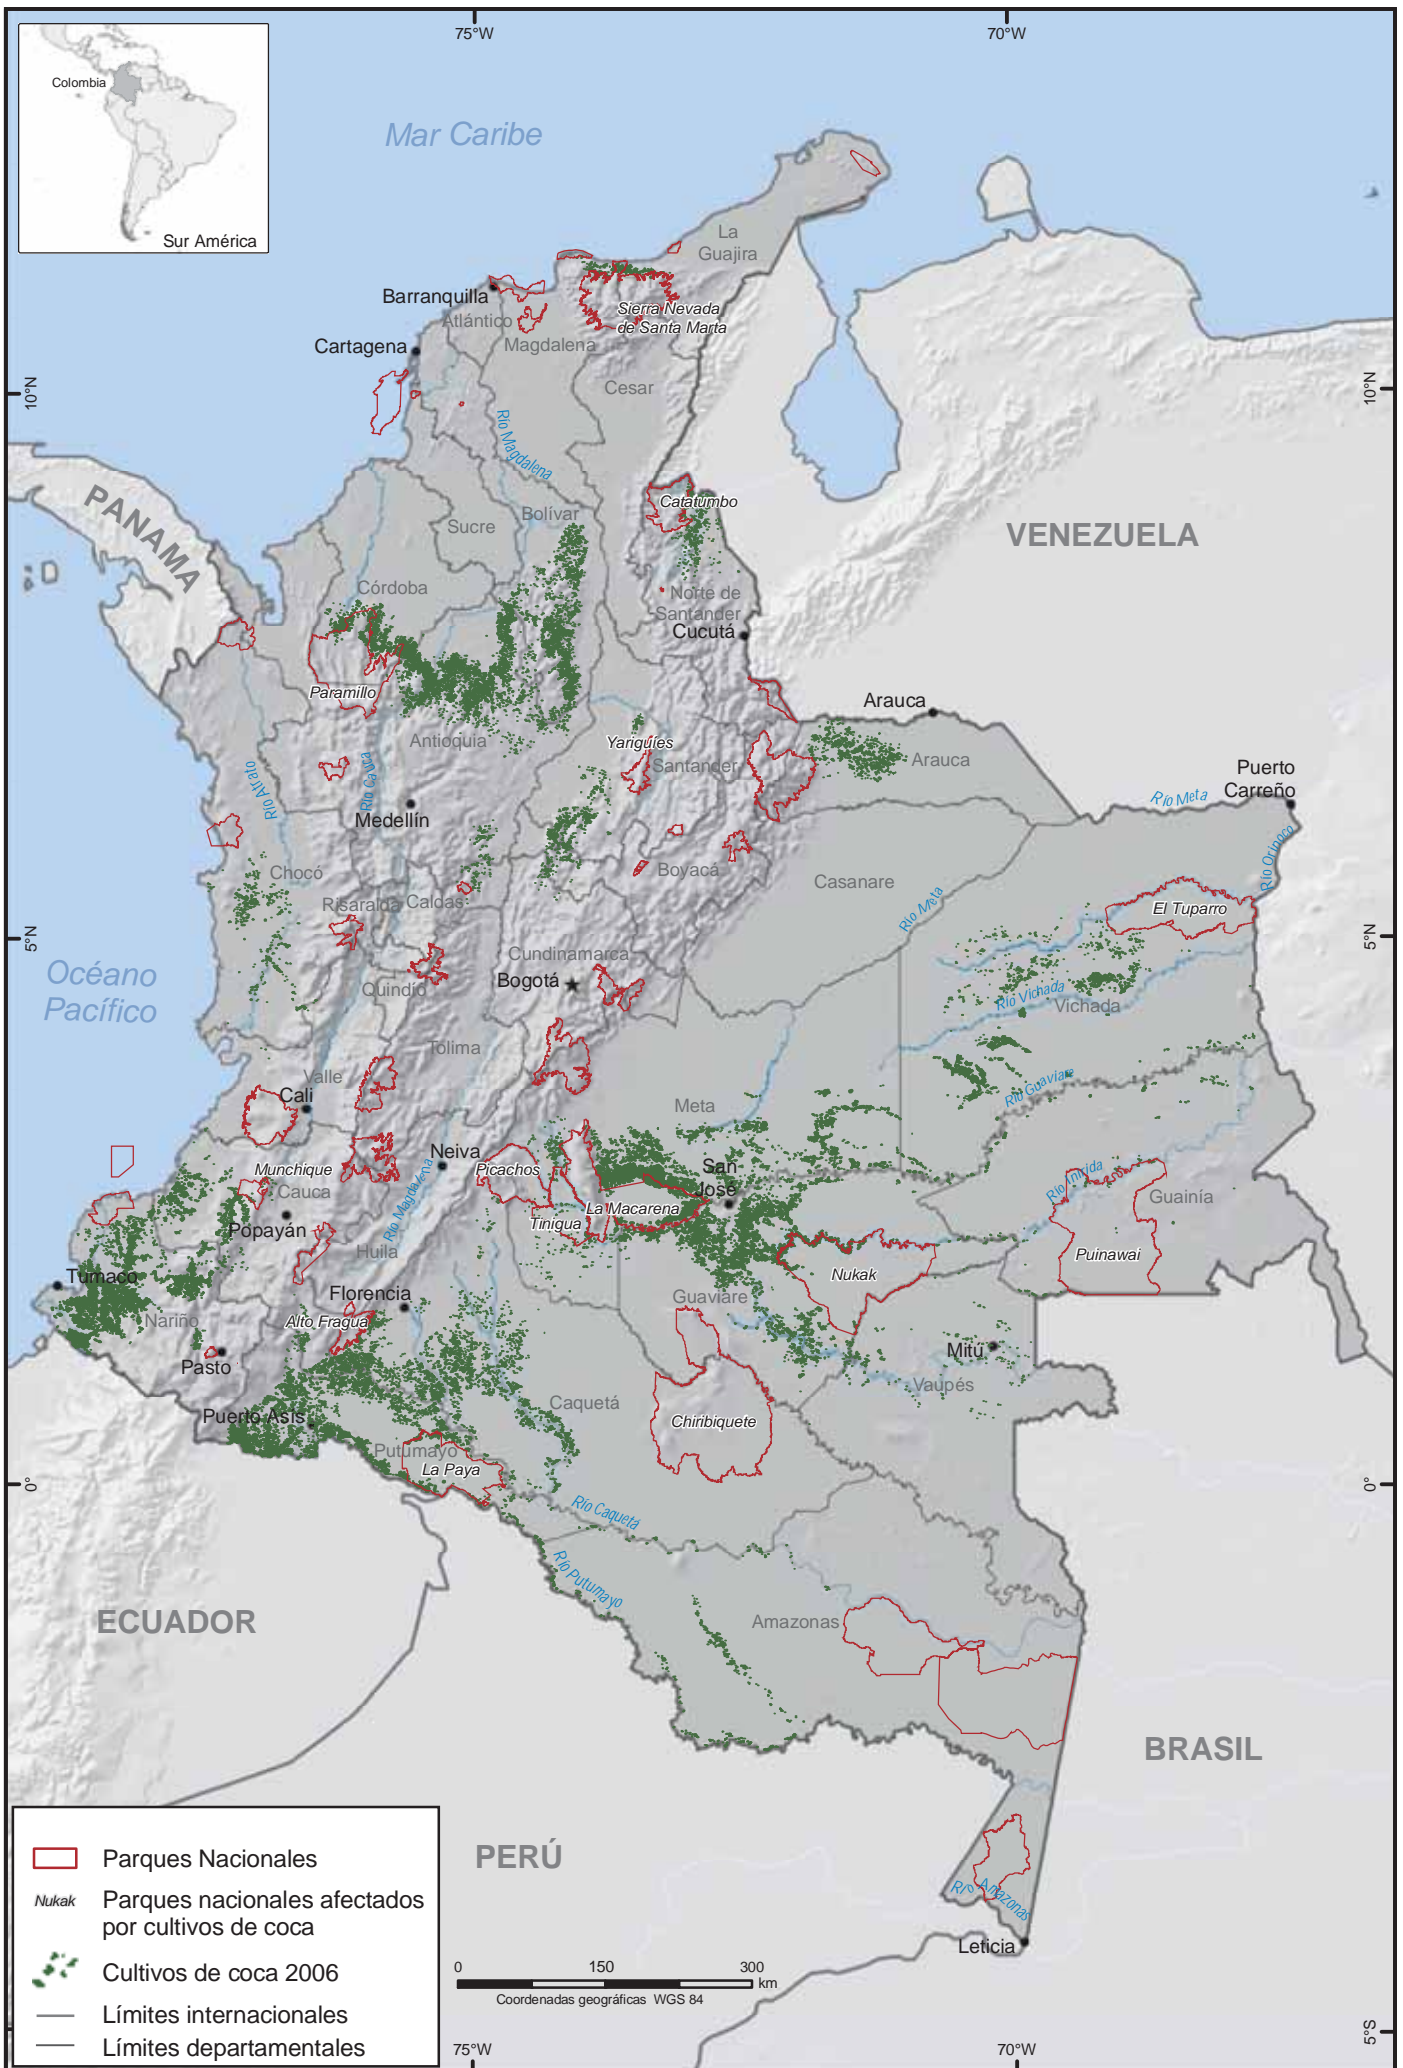 75°W
70°W
Colombia
Sur América
Mar Caribe
La
Guajira
Barranquilla
Atlántico
Sierra Nevada
de Santa Marta
Magdalena
Cartagena
Cesar
10°N
10°N
Río Magdalena
PANAMA
Catatumbo
Sucre
Bolívar
VENEZUELA
Córdoba
Norte de
Santander
Cucutá
Paramillo
Arauca
Antioquia
Yariguíes
Santander
Arauca
Río Atrato
Río Cauca
Puerto
Carreño
Río Meta
Medellín
Río Orinoco
Chocó
Boyacá
Casanare
Risaralda
Caldas
Río Meta
El Tuparro
5°N
5°N
Cundinamarca
Océano
Pacífico
Bogotá
Quindío
Río Vichada
Vichada
Tolima
Valle
Cali
Meta
Río Guaviare
Neiva
Munchique
Picachos
San
José
Río Inírida
Cauca
Río Magdalena
Guainía
Popayán
Tinigua
La Macarena
Huila
Puinawai
Tumaco
Nukak
Florencia
Guaviare
Nariño
Alto Fragua
Pasto
Mitú
Vaupés
Caquetá
Puerto Asís
Chiribiquete
Putumayo
La Paya
0°
0°
Río Caquetá
Río Putumayo
ECUADOR
Amazonas
BRASIL
PERÚ
Río Amazonas
Leticia
Parques Nacionales
Nukak
Parques nacionales afectados
por cultivos de coca
Cultivos de coca 2006
Límites internacionales
Límites departamentales
0 150 300
km
Coordenadas geográficas WGS 84
5°S
75°W
70°W